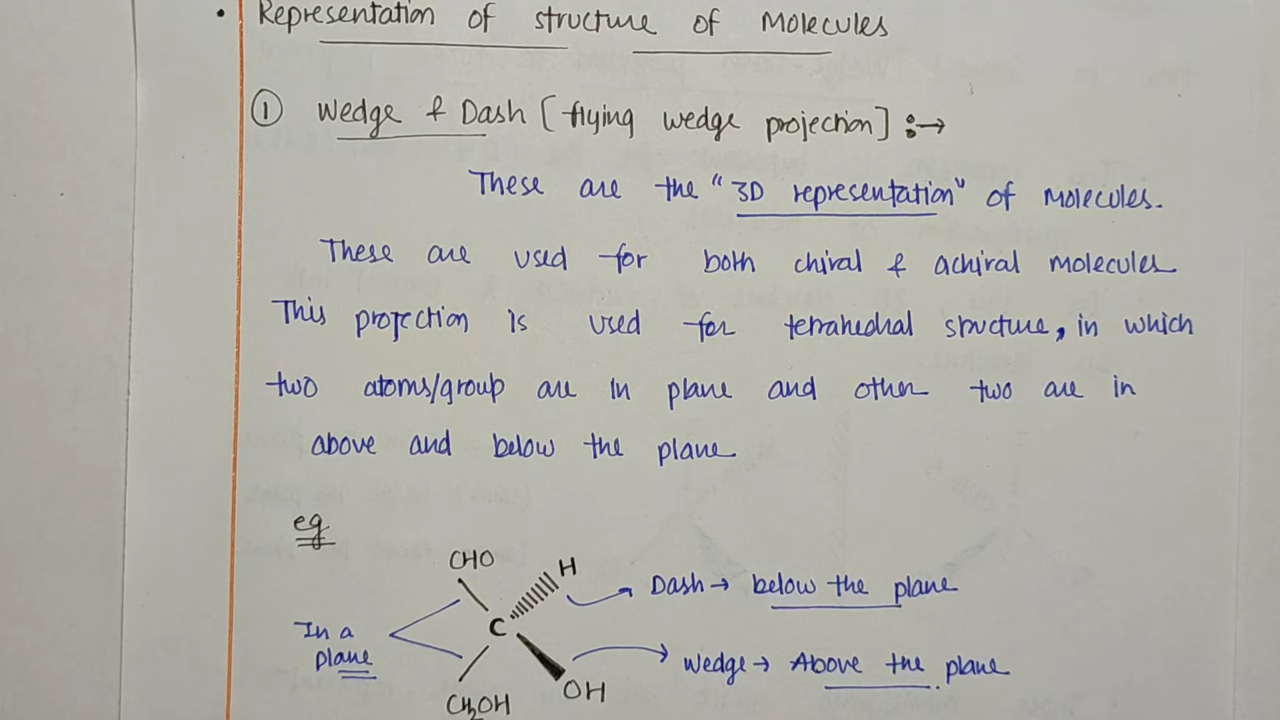 • Representation of structure of Molecules
① Wedge & Dash [flying wedge projection] :→
These are the "3D representation" of molecules.
These are used for both chiral & achiral molecules
This projection is used for tetrahedral structure, in which
two atoms/group are in plane and other two are in
above and below the plane
eg
CHO
H
Dash → below the plane
In a
plane
C
Wedge → Above the plane
CH₂OH
OH